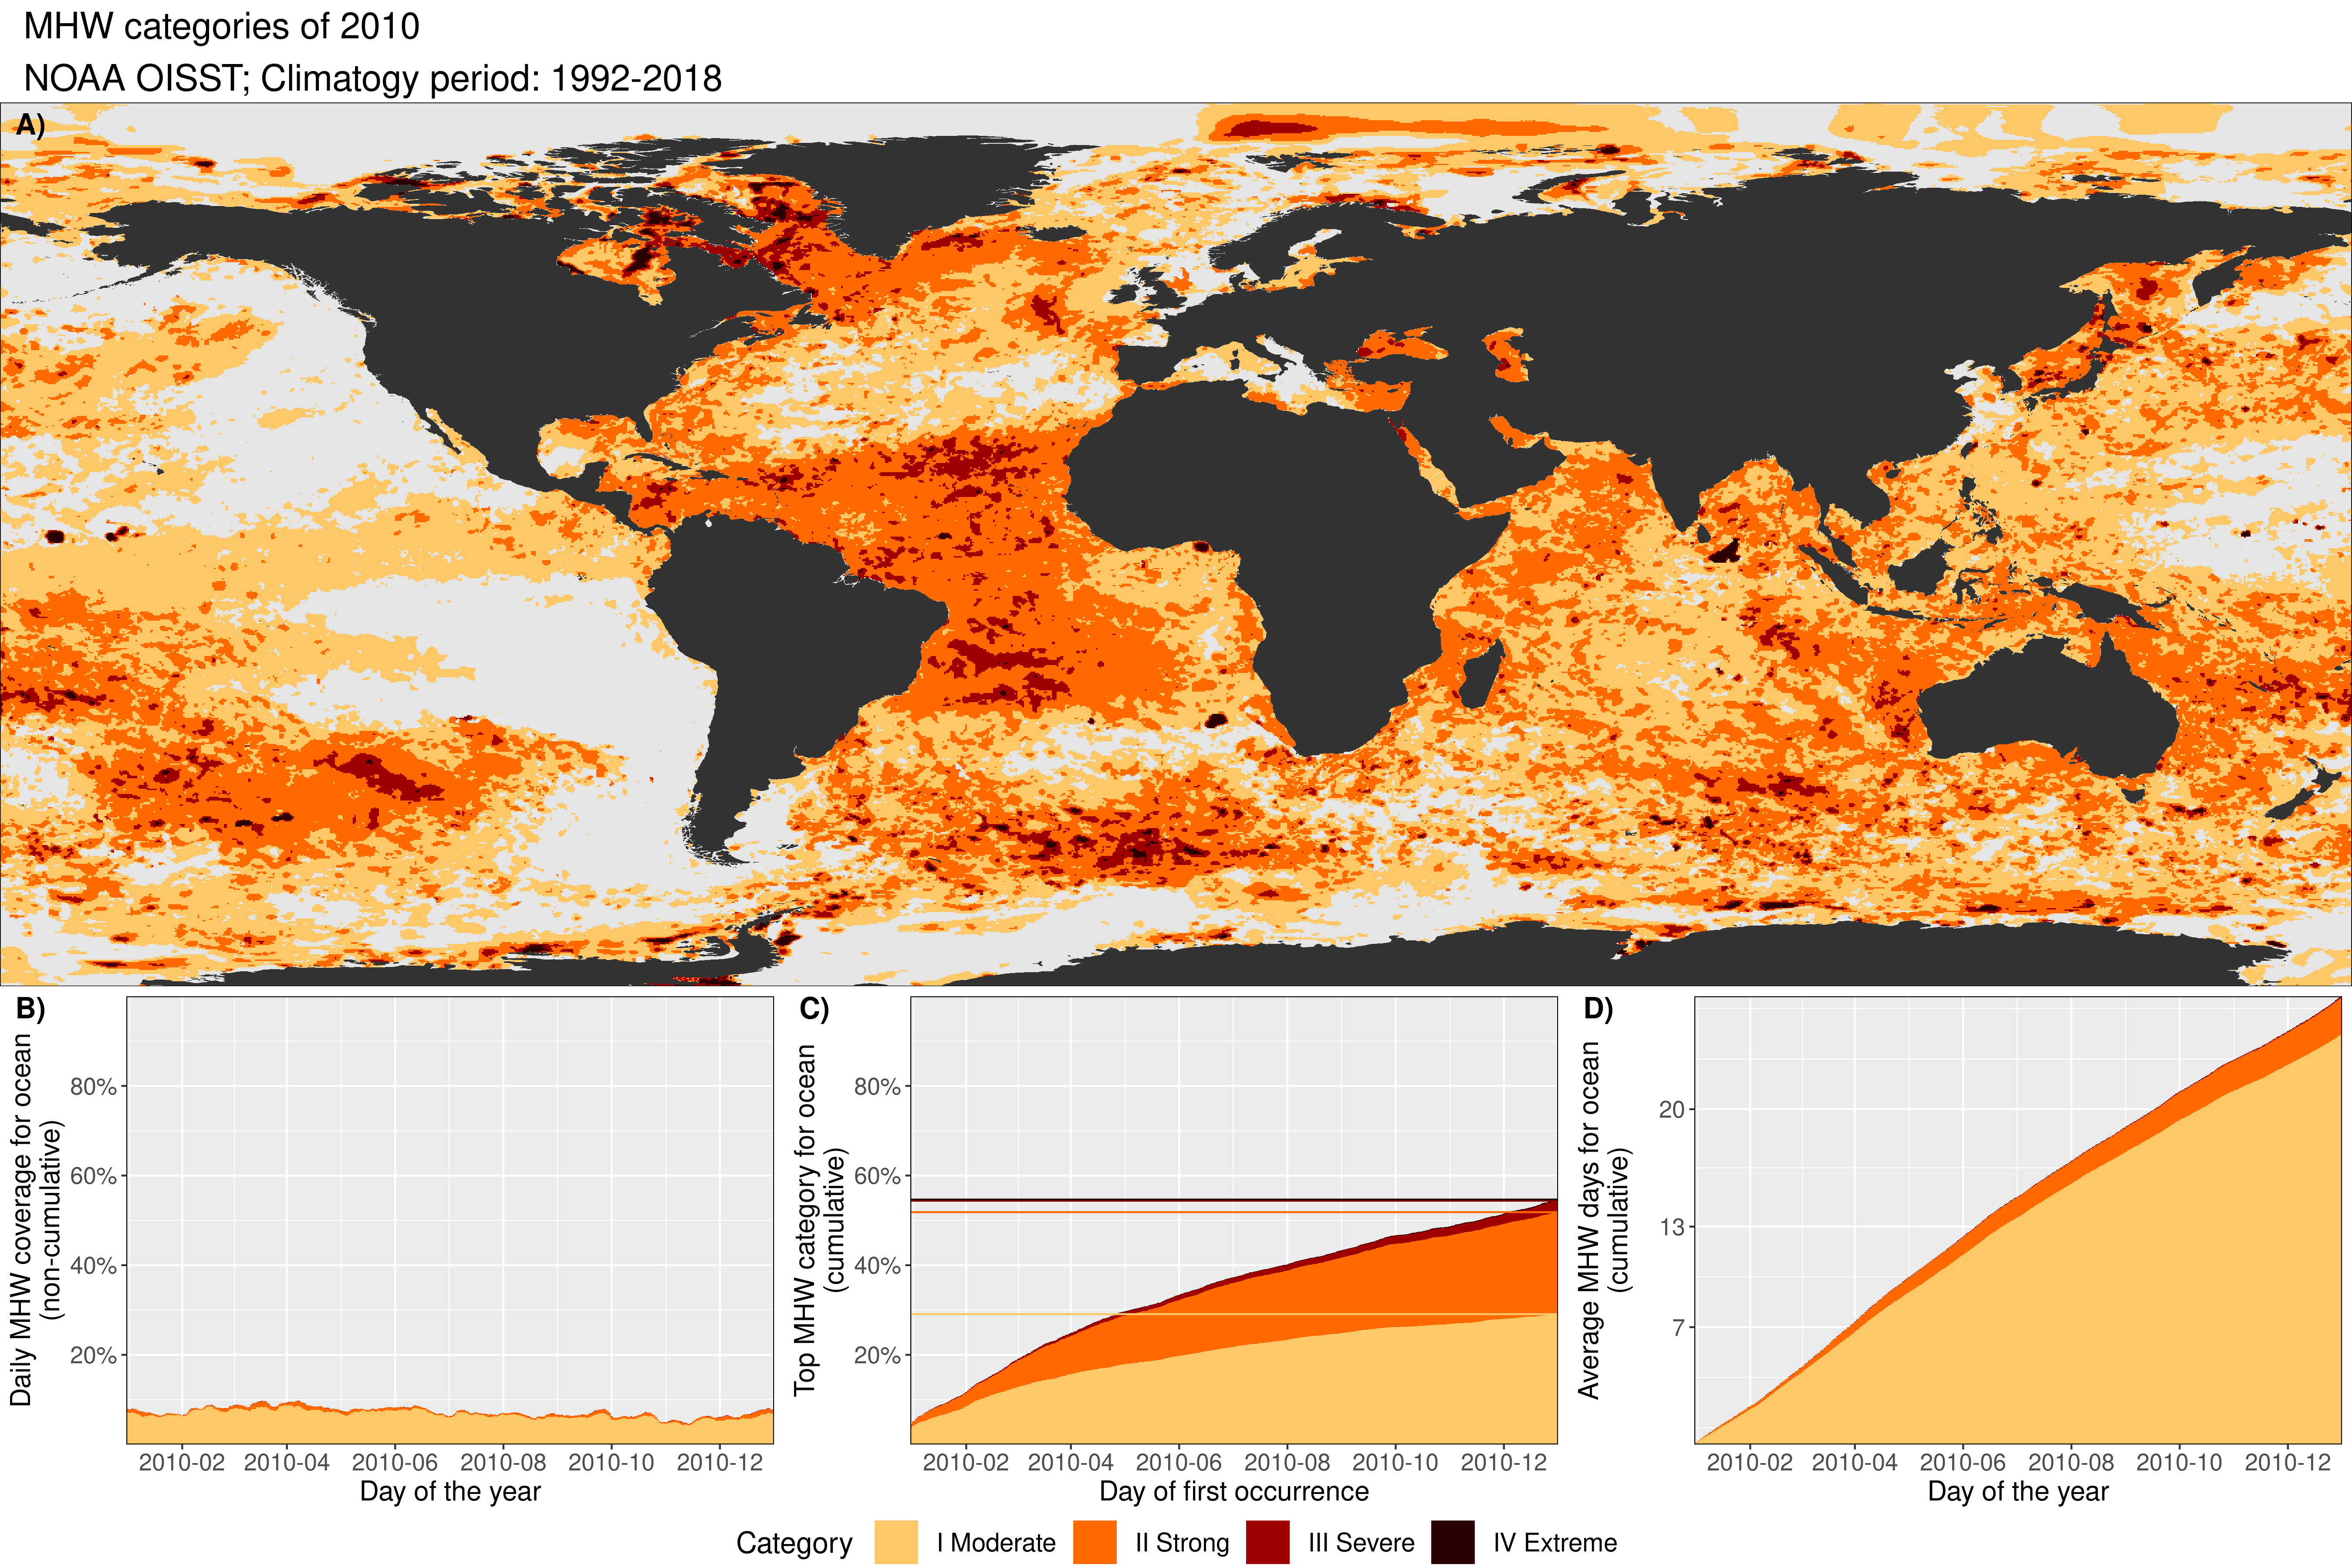 MHW categories of 2010
NOAA OISST; Climatogy period: 1992-2018
A)
B)
Daily MHW coverage for ocean
(non-cumulative)
80%
60%
40%
20%
2010-02 2010-04 2010-06 2010-08 2010-10 2010-12
Day of the year
C)
Top MHW category for ocean
(cumulative)
80%
60%
40%
20%
2010-02 2010-04 2010-06 2010-08 2010-10 2010-12
Day of first occurrence
D)
Average MHW days for ocean
(cumulative)
20
13
7
2010-02 2010-04 2010-06 2010-08 2010-10 2010-12
Day of the year
Category I Moderate II Strong III Severe IV Extreme